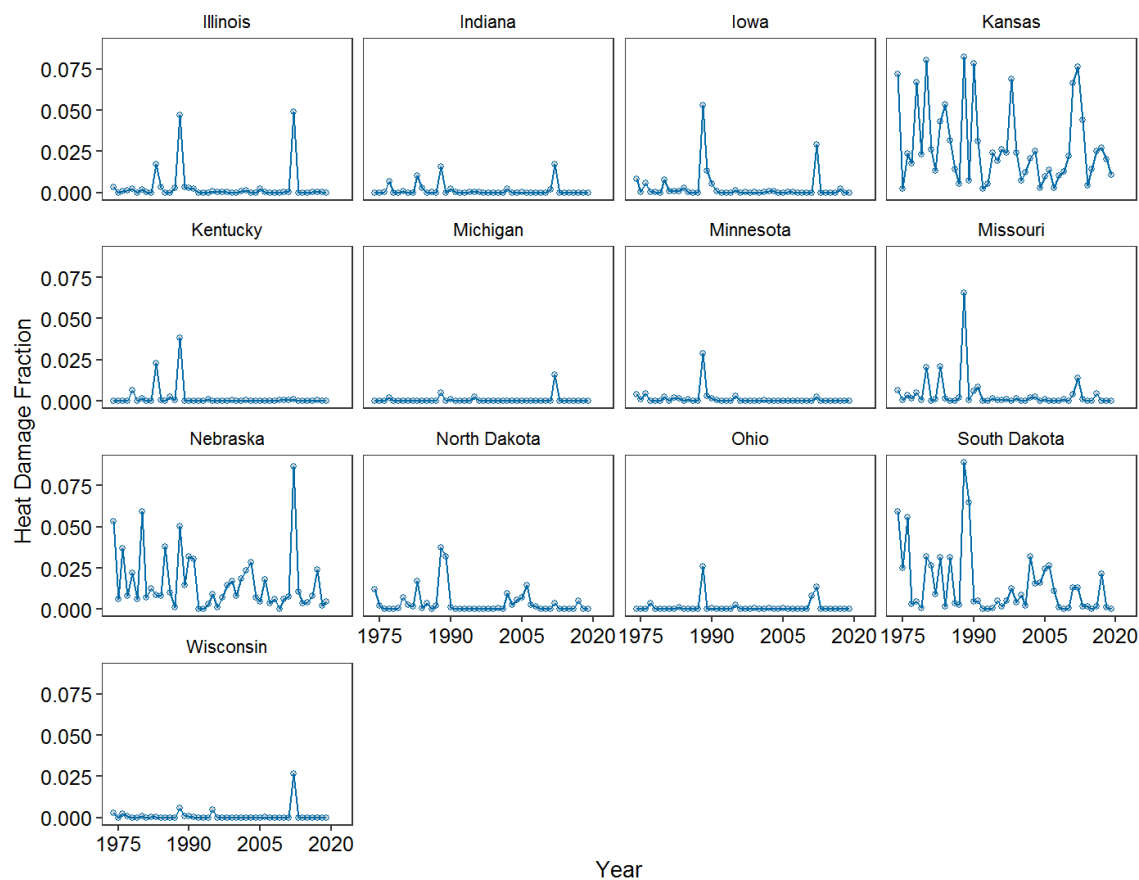 Illinois Indiana Iowa Kansas
0.075
0.050
0.025
0.000
Kentucky Michigan Minnesota Missouri
0.075
0.050
0.025
0.000
Heat Damage Fraction
Nebraska North Dakota Ohio South Dakota
0.075
0.050
0.025
0.000
1975 1990 2005 2020 1975 1990 2005 2020 1975 1990 2005 2020
Wisconsin
0.075
0.050
0.025
0.000
1975 1990 2005 2020
Year